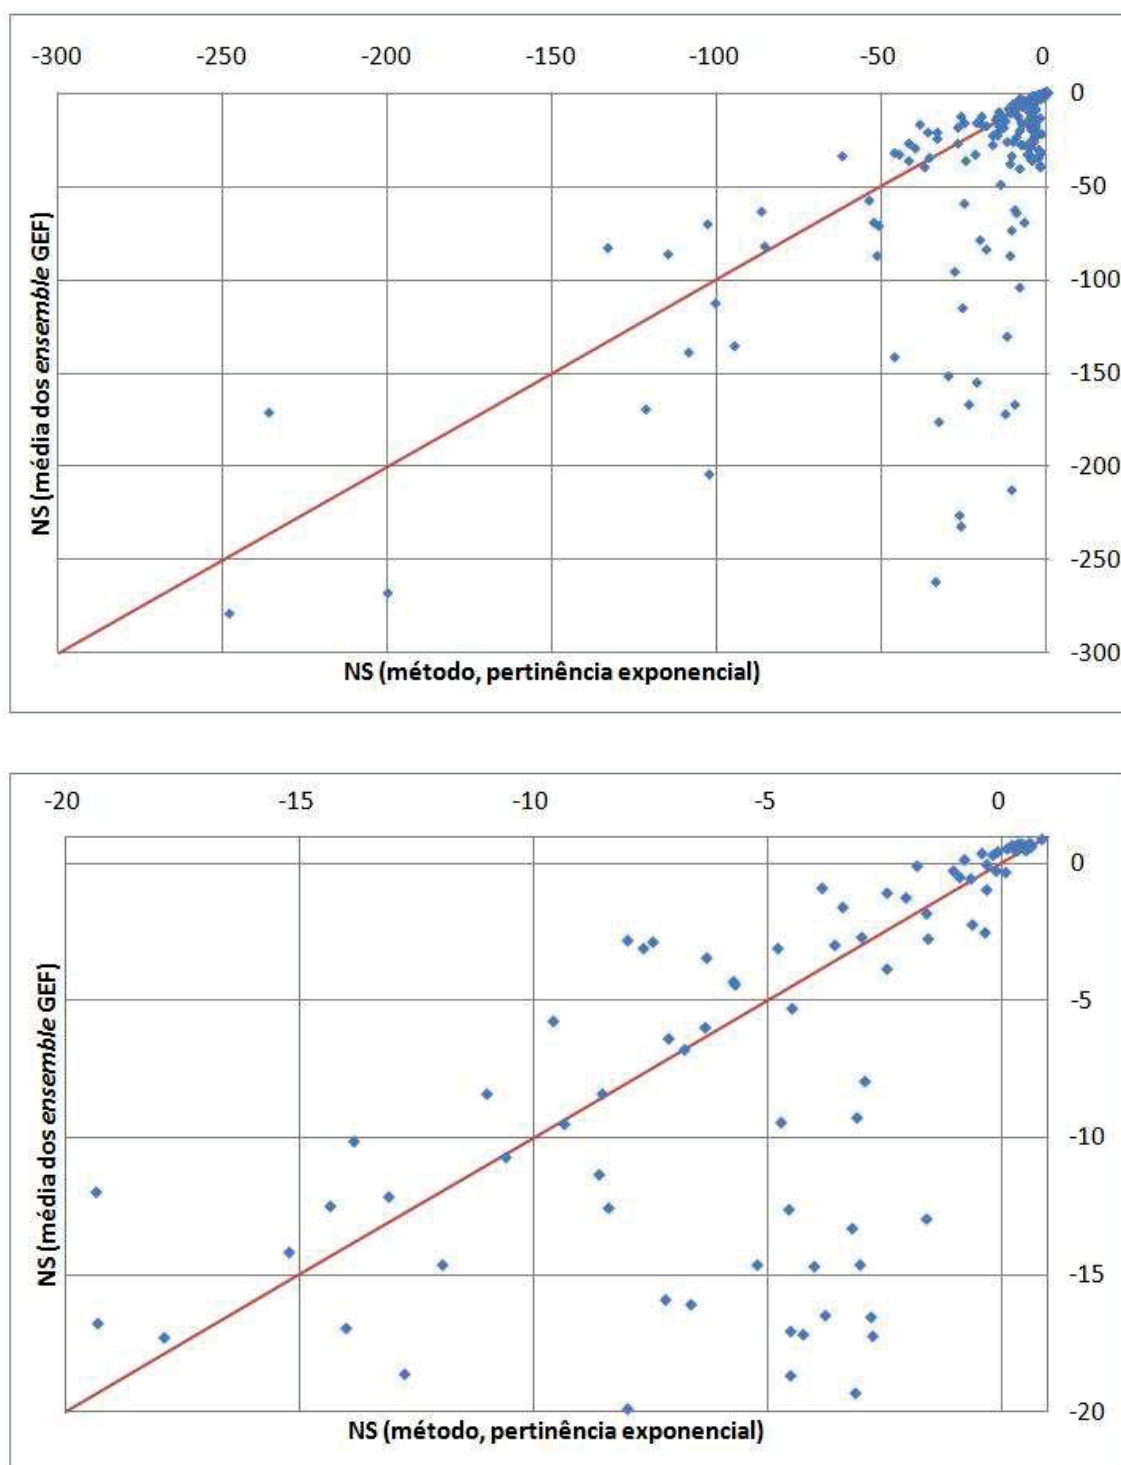 -300 -250 -200 -150 -100 -50 0
0
-50
-100
-150
-200
-250
-300
NS (média dos ensemble GEF)
NS (método, pertinência exponencial)
-20 -15 -10 -5 0
0
-5
-10
-15
-20
NS (média dos ensemble GEF)
NS (método, pertinência exponencial)